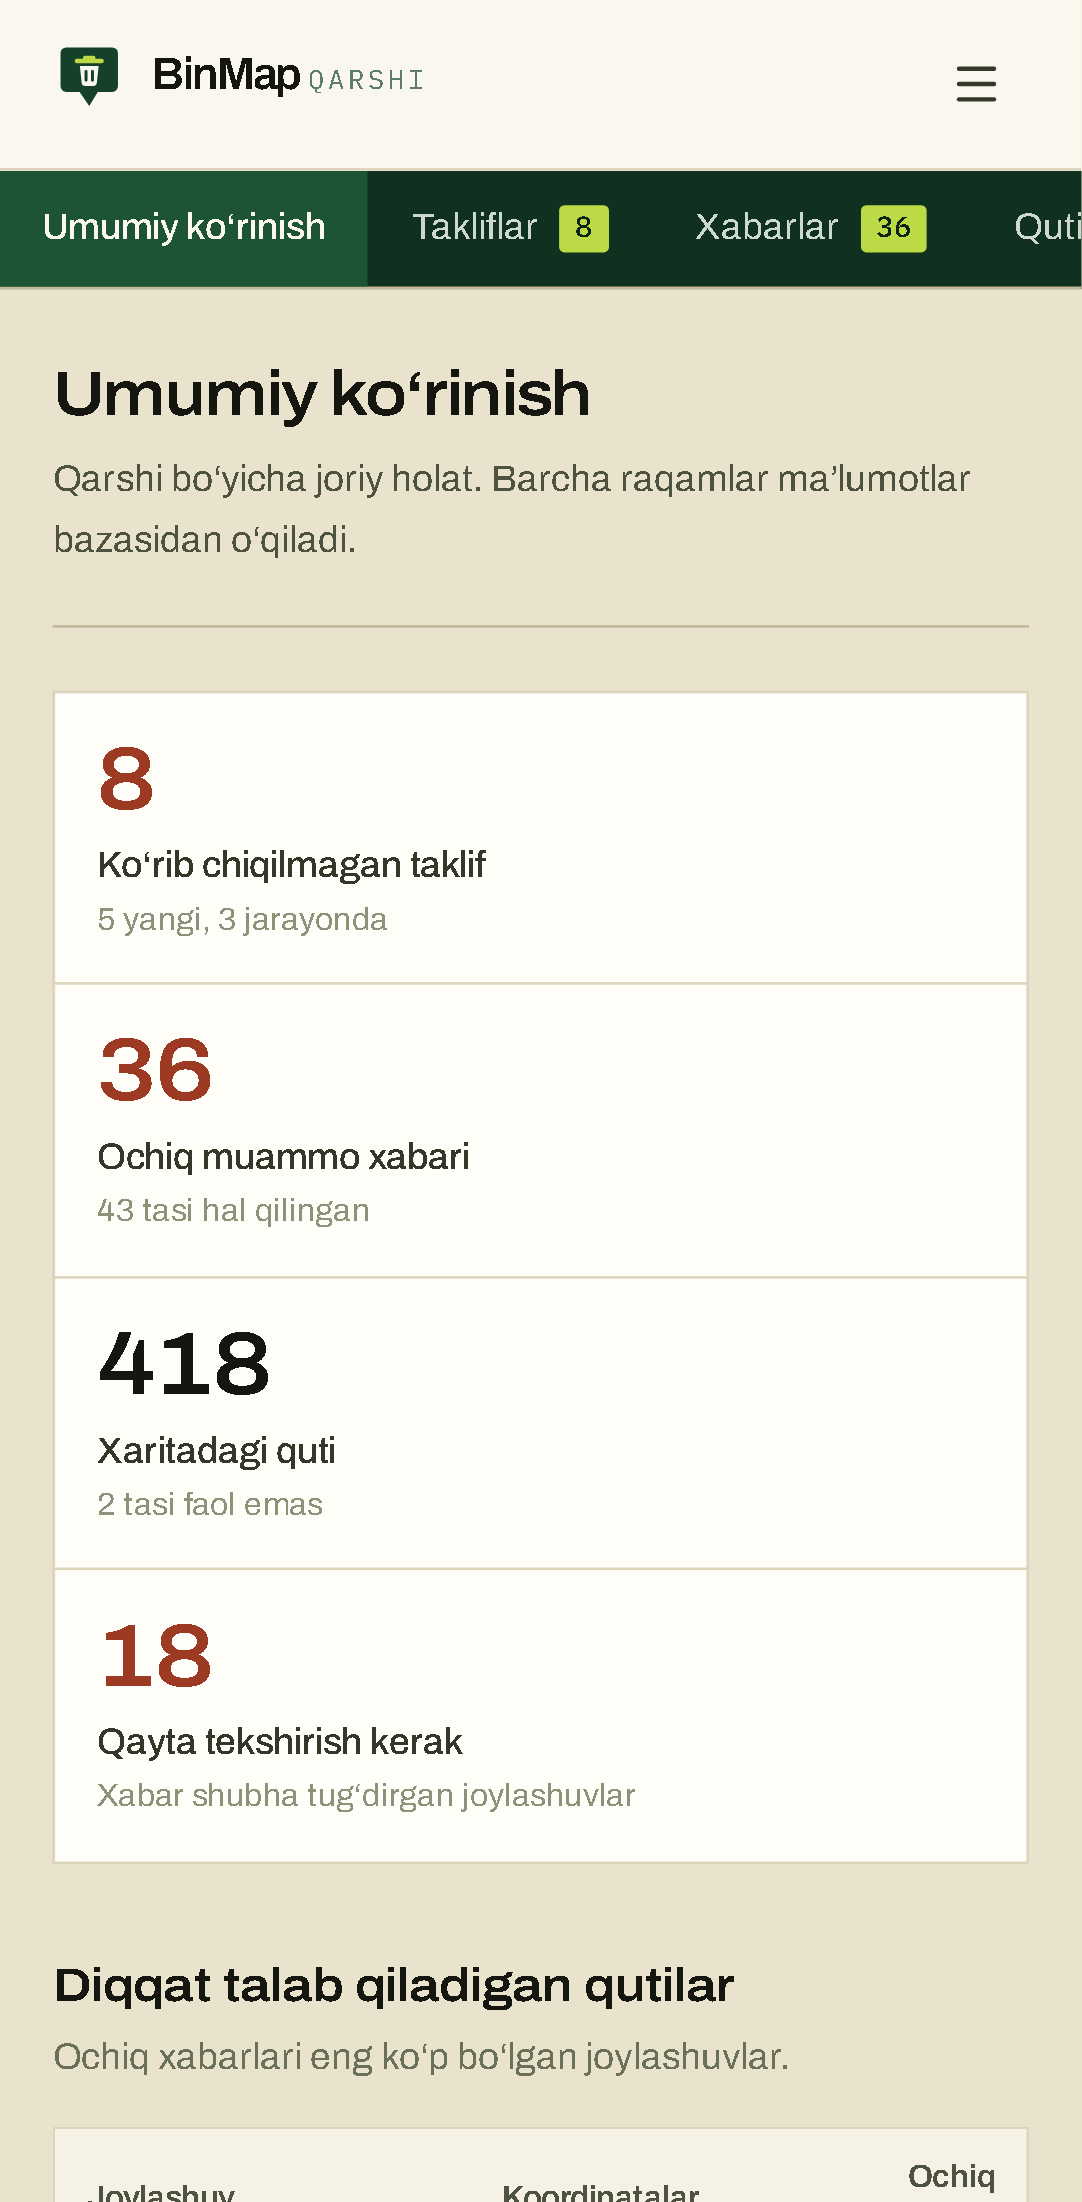 BinMap QARSHI
Umumiy ko‘rinish Takliflar 8 Xabarlar 36 Quti
Umumiy ko‘rinish
Qarshi bo‘yicha joriy holat. Barcha raqamlar ma’lumotlar
bazasidan o‘qiladi.
8
Ko‘rib chiqilmagan taklif
5 yangi, 3 jarayonda
36
Ochiq muammo xabari
43 tasi hal qilingan
418
Xaritadagi quti
2 tasi faol emas
18
Qayta tekshirish kerak
Xabar shubha tug‘dirgan joylashuvlar
Diqqat talab qiladigan qutilar
Ochiq xabarlari eng ko‘p bo‘lgan joylashuvlar.
Ochiq
Joylashuv Koordinatalar